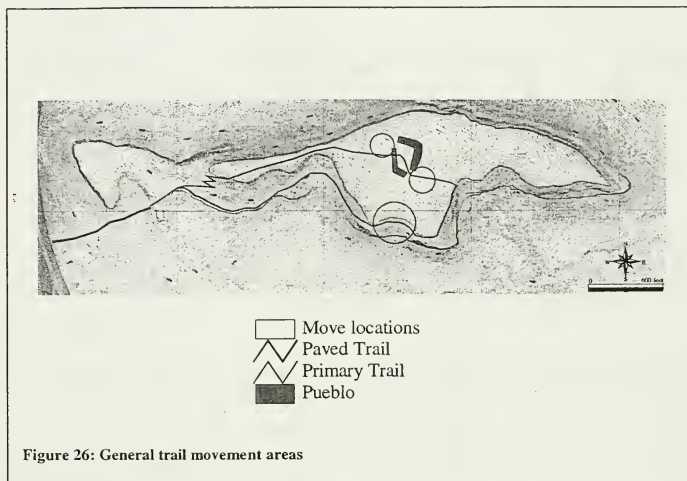 N
E
S
0 600 feet
Move locations
Paved Trail
Primary Trail
Pueblo
Figure 26: General trail movement areas